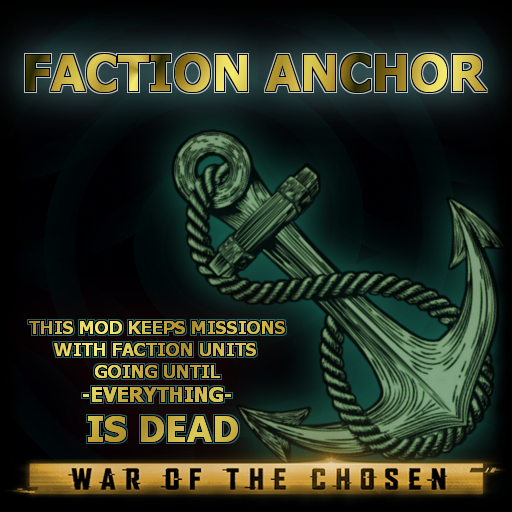 FACTION ANCHOR
THIS MOD KEEPS MISSIONS
WITH FACTION UNITS
GOING UNTIL
-EVERYTHING-
IS DEAD
WAR OF THE CHOSEN